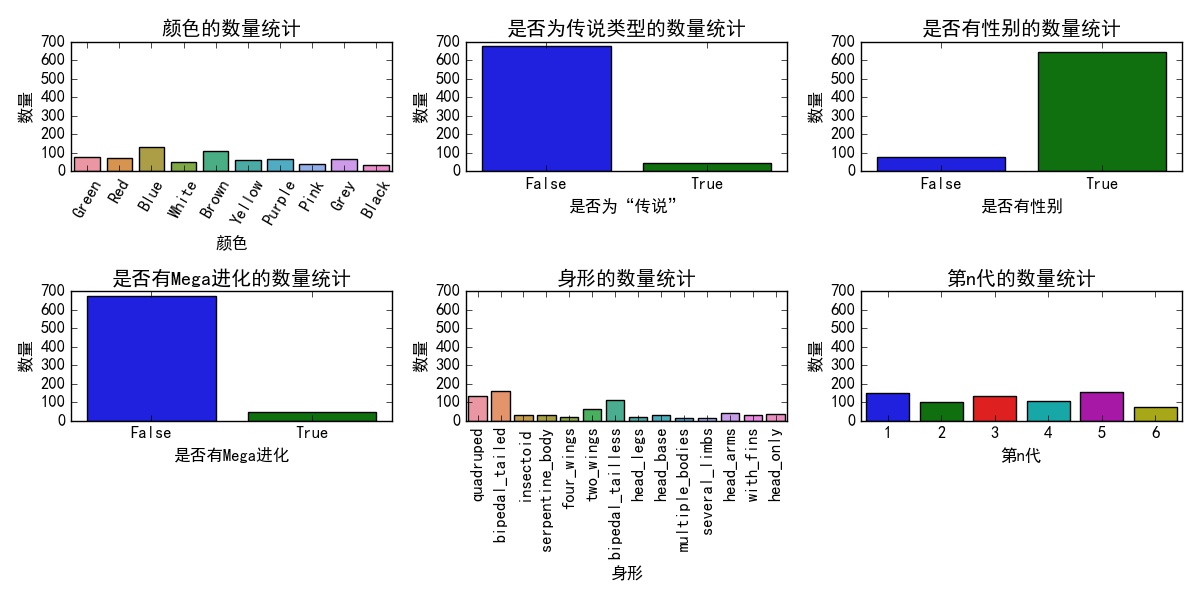 颜色的数量统计
数量
700
600
500
400
300
200
100
0
Green Red Blue White Brown Yellow Purple Pink Grey Black
颜色
是否为传说类型的数量统计
数量
700
600
500
400
300
200
100
0
False True
是否为“传说”
是否有性别的数量统计
数量
700
600
500
400
300
200
100
0
False True
是否有性别
是否有Mega进化的数量统计
数量
700
600
500
400
300
200
100
0
False True
是否有Mega进化
身形的数量统计
数量
700
600
500
400
300
200
100
0
quadruped bipedal_tailed insectoid serpentine_body four_wings two_wings bipedal_tailless head_legs head_base multiple_bodies several_limbs head_arms with_fins head_only
身形
第n代的数量统计
数量
700
600
500
400
300
200
100
0
1 2 3 4 5 6
第n代